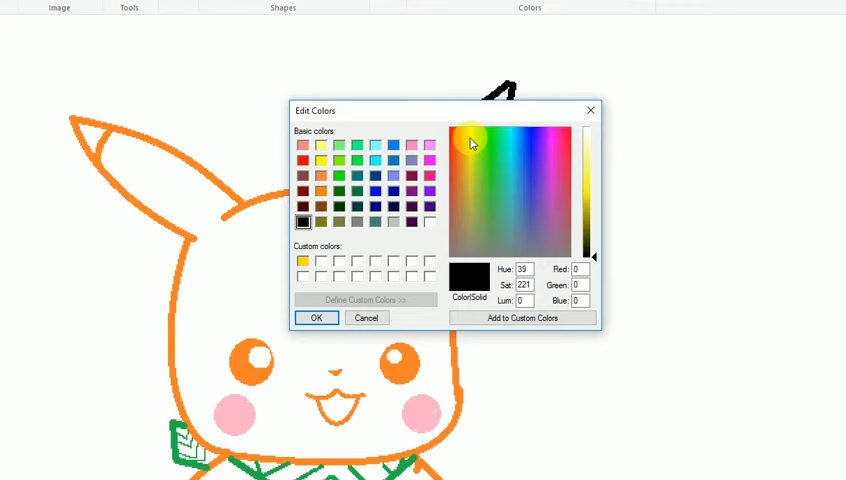 Image Tools Shapes Colors
Edit Colors
Basic colors:
Custom colors:
Define Custom Colors >>
OK Cancel
Color|Solid
Hue: 39 Red: 0
Sat: 221 Green: 0
Lum: 0 Blue: 0
Add to Custom Colors